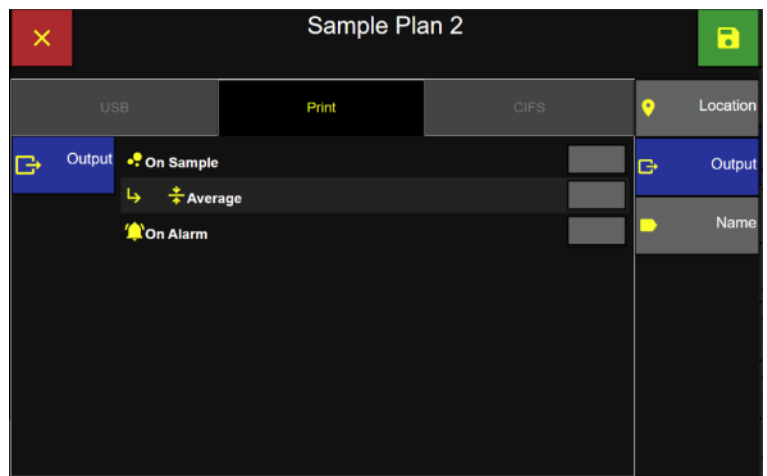 Sample Plan 2
USB
Print
CIFS
Location
Output
On Sample
Output
Average
Name
On Alarm